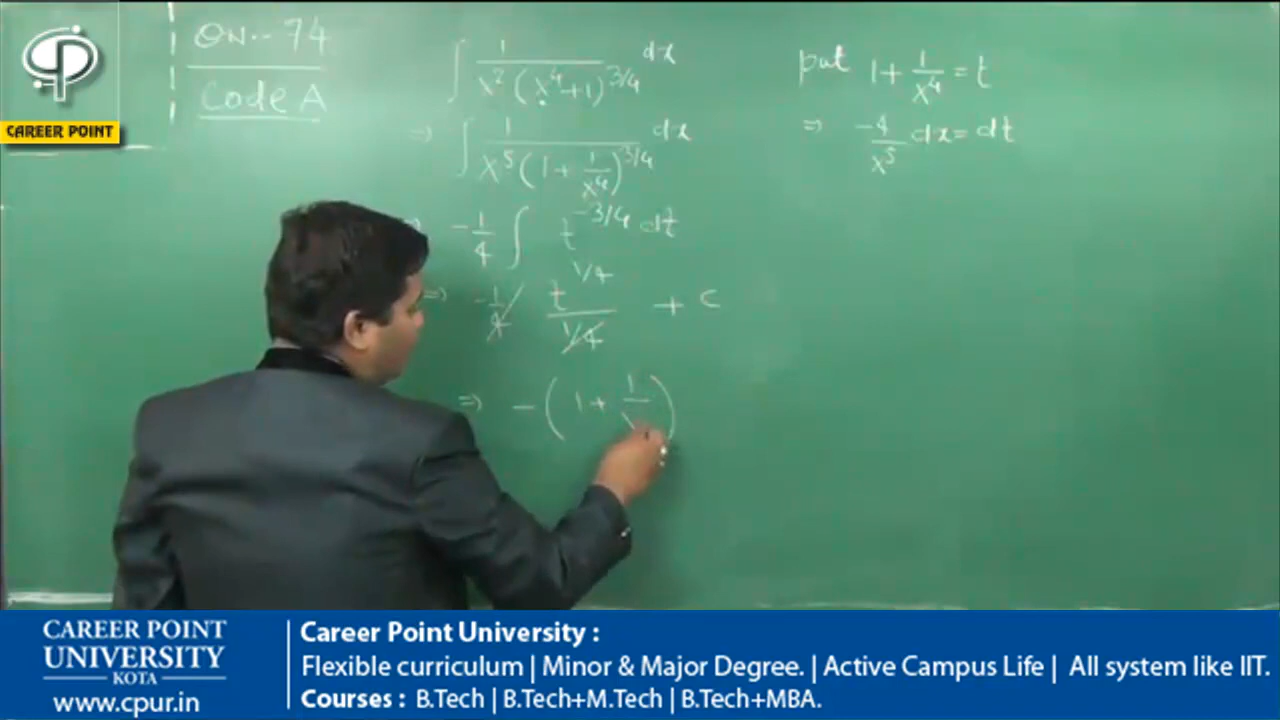 QN.. 74
Code A
∫ 1/(x² (x⁴+1)^3/4) dx
⇒ ∫ 1/(x⁵ (1 + 1/x⁴)^3/4) dx
⇒ -1/4 ∫ t^-3/4 dt
⇒ -1/4 t^1/4 / 1/4 + c
⇒ - ( 1 + 1/ )
put 1 + 1/x⁴ = t
⇒ -4/x⁵ dx = dt
CAREER POINT
CAREER POINT
UNIVERSITY
KOTA
www.cpur.in
Career Point University :
Flexible curriculum | Minor & Major Degree. | Active Campus Life | All system like IIT.
Courses : B.Tech | B.Tech+M.Tech | B.Tech+MBA.